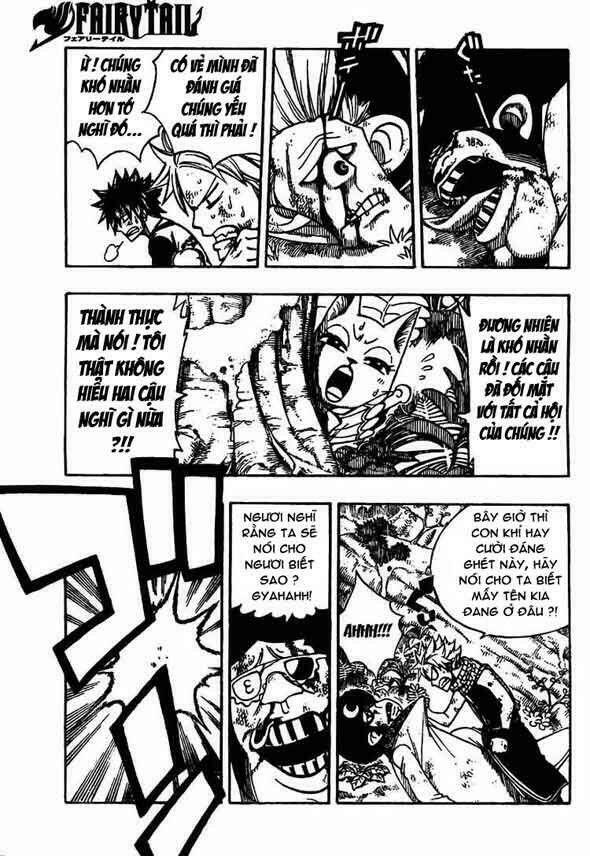 FAIRY TAIL
フェアリーテイル
CÓ VẺ MÌNH ĐÃ
ĐÁNH GIÁ
CHÚNG YẾU
QUÁ THÌ PHẢI !
Ừ ! CHÚNG
KHÓ NHẰN
HƠN TỚ
NGHĨ ĐÓ...
ĐƯƠNG NHIÊN
LÀ KHÓ NHẰN
RỒI ! CÁC CẬU
ĐÃ ĐỐI MẶT
VỚI TẤT CẢ HỘI
CỦA CHÚNG !!
THÀNH THỰC
MÀ NÓI ! TÔI
THẬT KHÔNG
HIỂU HAI CẬU
NGHĨ GÌ NỮA
?!!
BÂY GIỜ THÌ
CON KHỈ HAY
CƯỜI ĐÁNG
GHÉT NÀY, HÃY
NÓI CHO TA BIẾT
MẤY TÊN KIA
ĐANG Ở ĐÂU ?!
AHHH!!!
NGƯƠI NGHĨ
RẰNG TA SẼ
NÓI CHO
NGƯƠI BIẾT
SAO ?
GYAHAHH!